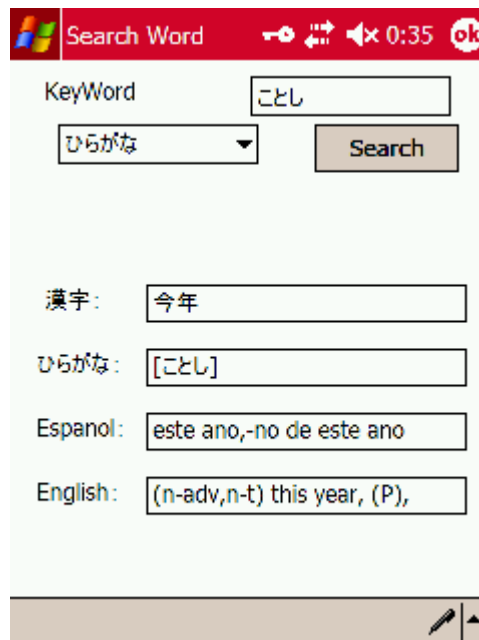 Search Word 0:35 ok
KeyWord ことし
ひらがな Search
漢字: 今年
ひらがな: [ことし]
Espanol: este ano,-no de este ano
English: (n-adv,n-t) this year, (P),